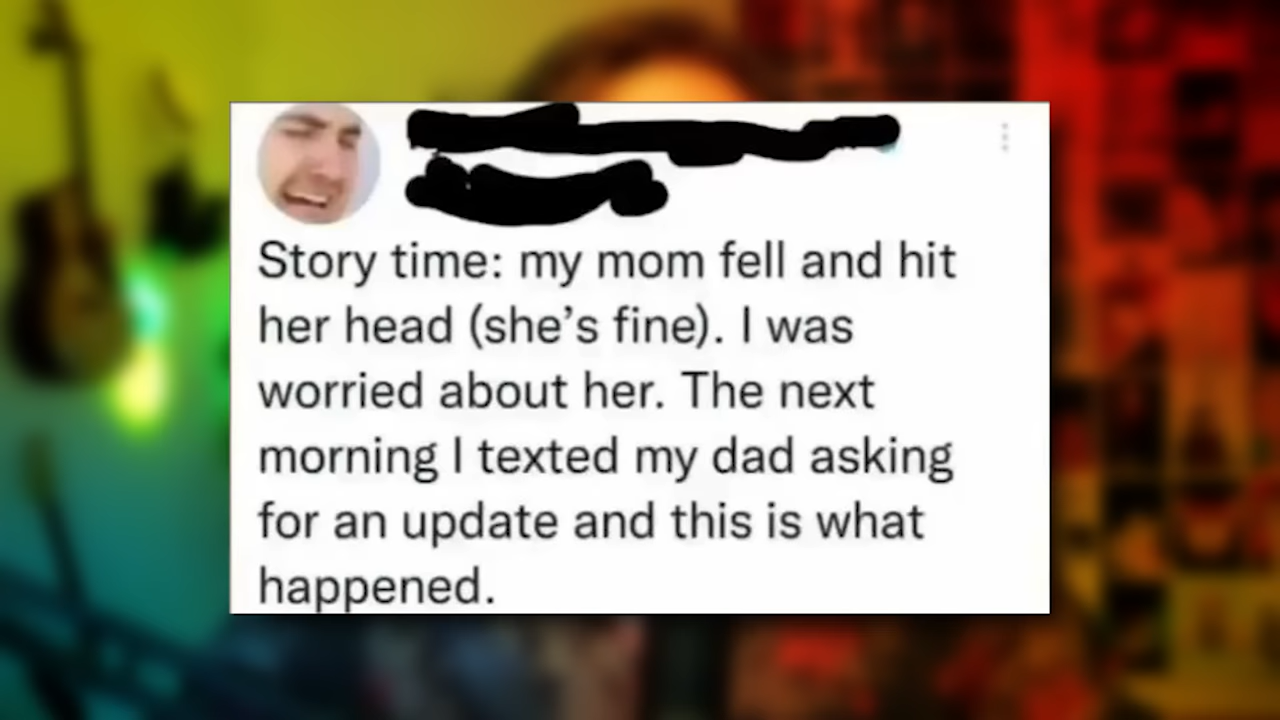 Story time: my mom fell and hit
her head (she’s fine). I was
worried about her. The next
morning I texted my dad asking
for an update and this is what
happened.